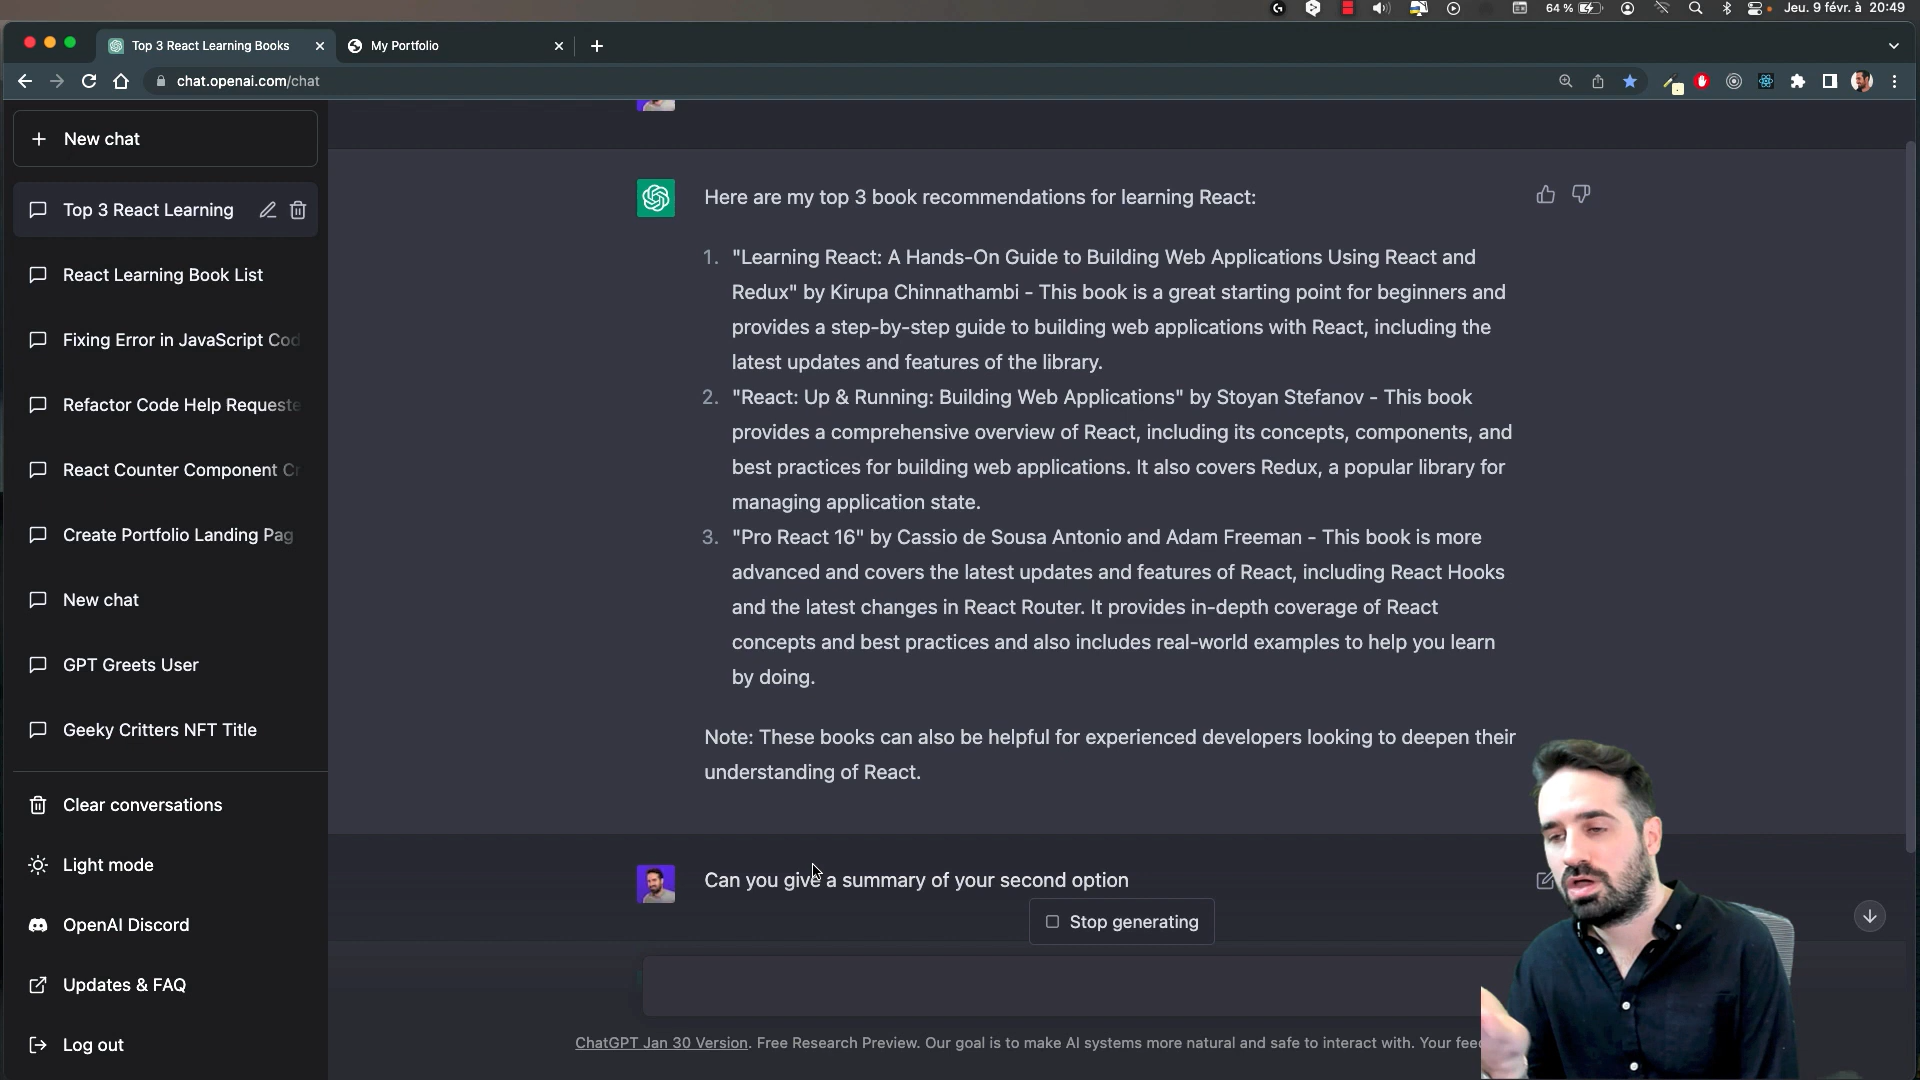 64 %
Jeu. 9 févr. à 20:49
Top 3 React Learning Books
My Portfolio
chat.openai.com/chat
New chat
Top 3 React Learning
React Learning Book List
Fixing Error in JavaScript Cod
Refactor Code Help Requeste
React Counter Component Cr
Create Portfolio Landing Pag
New chat
GPT Greets User
Geeky Critters NFT Title
Clear conversations
Light mode
OpenAI Discord
Updates & FAQ
Log out
Here are my top 3 book recommendations for learning React:
1. "Learning React: A Hands-On Guide to Building Web Applications Using React and
Redux" by Kirupa Chinnathambi - This book is a great starting point for beginners and
provides a step-by-step guide to building web applications with React, including the
latest updates and features of the library.
2. "React: Up & Running: Building Web Applications" by Stoyan Stefanov - This book
provides a comprehensive overview of React, including its concepts, components, and
best practices for building web applications. It also covers Redux, a popular library for
managing application state.
3. "Pro React 16" by Cassio de Sousa Antonio and Adam Freeman - This book is more
advanced and covers the latest updates and features of React, including React Hooks
and the latest changes in React Router. It provides in-depth coverage of React
concepts and best practices and also includes real-world examples to help you learn
by doing.
Note: These books can also be helpful for experienced developers looking to deepen their
understanding of React.
Can you give a summary of your second option
Stop generating
ChatGPT Jan 30 Version. Free Research Preview. Our goal is to make AI systems more natural and safe to interact with. Your fee